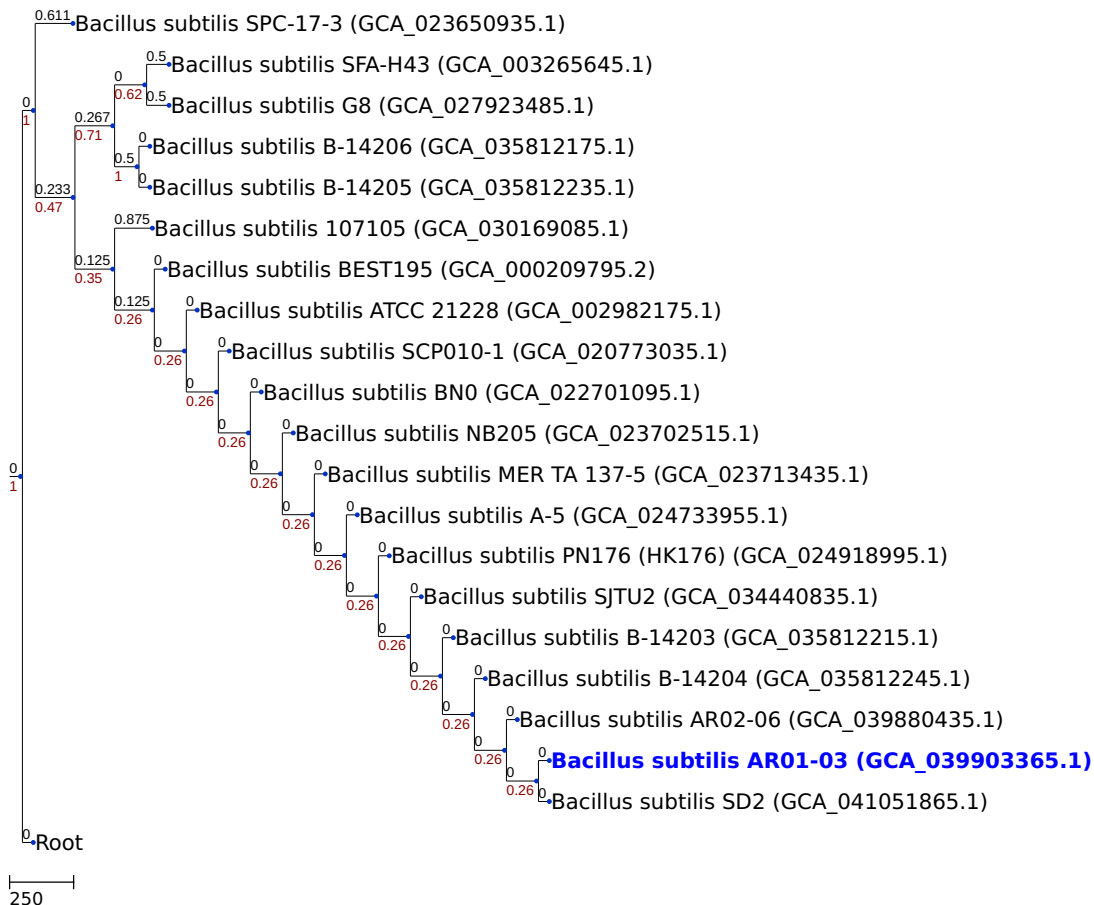 0.611
Bacillus subtilis SPC-17-3 (GCA_023650935.1)
0.5
Bacillus subtilis SFA-H43 (GCA_003265645.1)
0
0.62
0.5
Bacillus subtilis G8 (GCA_027923485.1)
0
1
0.267
0.71
0
Bacillus subtilis B-14206 (GCA_035812175.1)
0.5
1
0
Bacillus subtilis B-14205 (GCA_035812235.1)
0.233
0.47
0.875
Bacillus subtilis 107105 (GCA_030169085.1)
0.125
0.35
0
Bacillus subtilis BEST195 (GCA_000209795.2)
0.125
0.26
0
Bacillus subtilis ATCC 21228 (GCA_002982175.1)
0
0.26
0
Bacillus subtilis SCP010-1 (GCA_020773035.1)
0
0.26
0
Bacillus subtilis BN0 (GCA_022701095.1)
0
0.26
0
Bacillus subtilis NB205 (GCA_023702515.1)
0
0.26
0
Bacillus subtilis MER TA 137-5 (GCA_023713435.1)
0
1
0
0.26
0
Bacillus subtilis A-5 (GCA_024733955.1)
0
0.26
0
Bacillus subtilis PN176 (HK176) (GCA_024918995.1)
0
0.26
0
Bacillus subtilis SJTU2 (GCA_034440835.1)
0
0.26
0
Bacillus subtilis B-14203 (GCA_035812215.1)
0
0.26
0
Bacillus subtilis B-14204 (GCA_035812245.1)
0
0.26
0
Bacillus subtilis AR02-06 (GCA_039880435.1)
0
0.26
0
Bacillus subtilis AR01-03 (GCA_039903365.1)
0
0.26
0
Bacillus subtilis SD2 (GCA_041051865.1)
0
Root
250